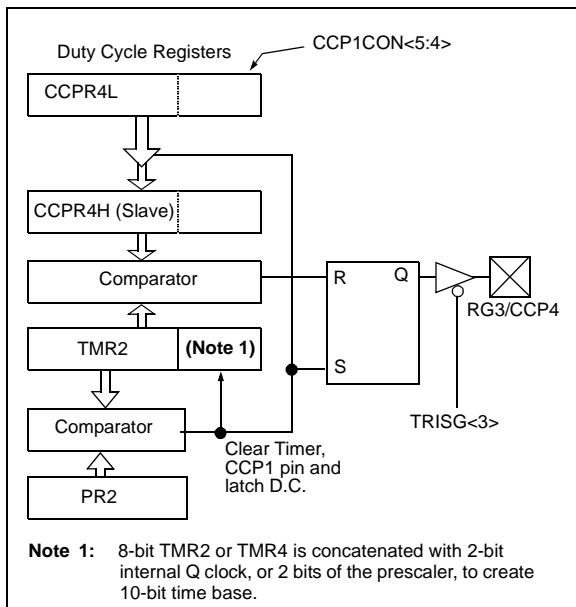 Duty Cycle Registers
CCP1CON<5:4>
CCPR4L
CCPR4H (Slave)
Comparator
R
Q
RG3/CCP4
TMR2
(Note 1)
S
TRISG<3>
Comparator
Clear Timer,
CCP1 pin and
latch D.C.
PR2
Note 1: 8-bit TMR2 or TMR4 is concatenated with 2-bit
internal Q clock, or 2 bits of the prescaler, to create
10-bit time base.